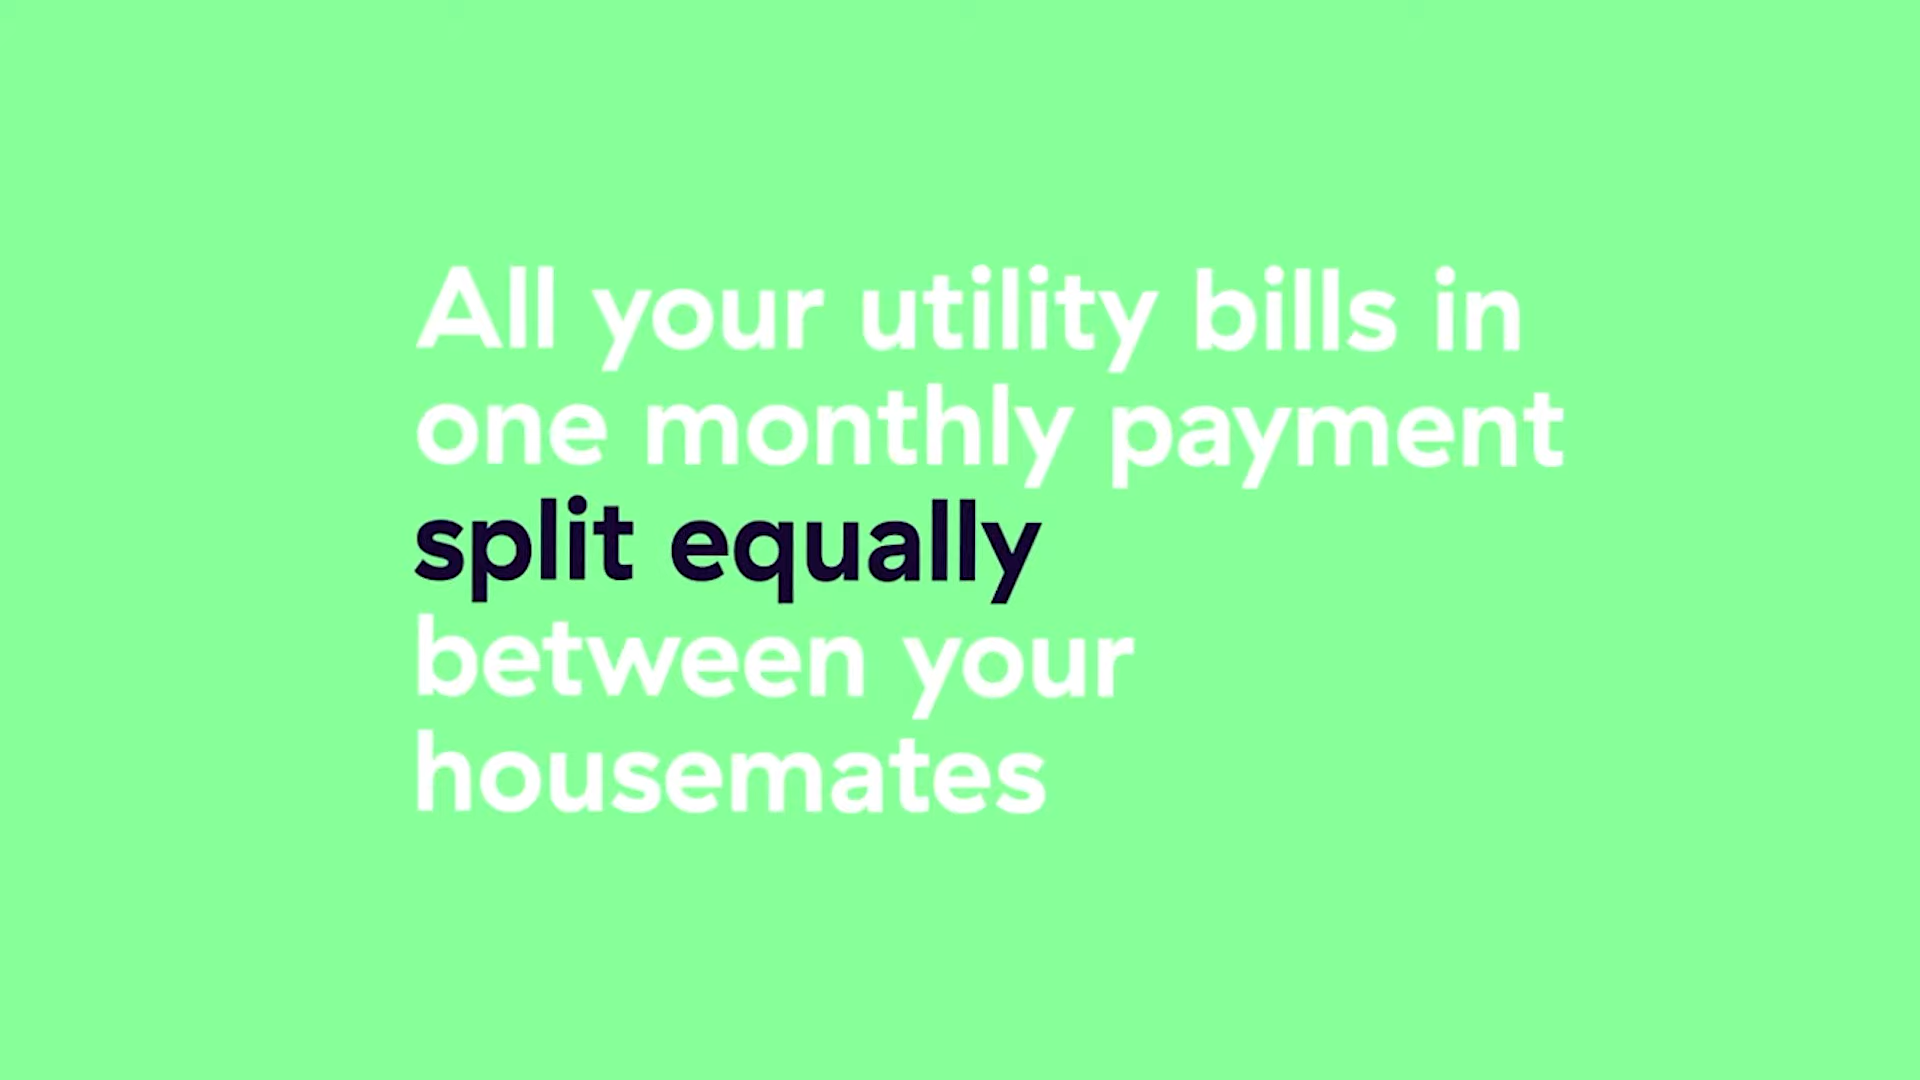 All your utility bills in
one monthly payment
split equally
between your
housemates